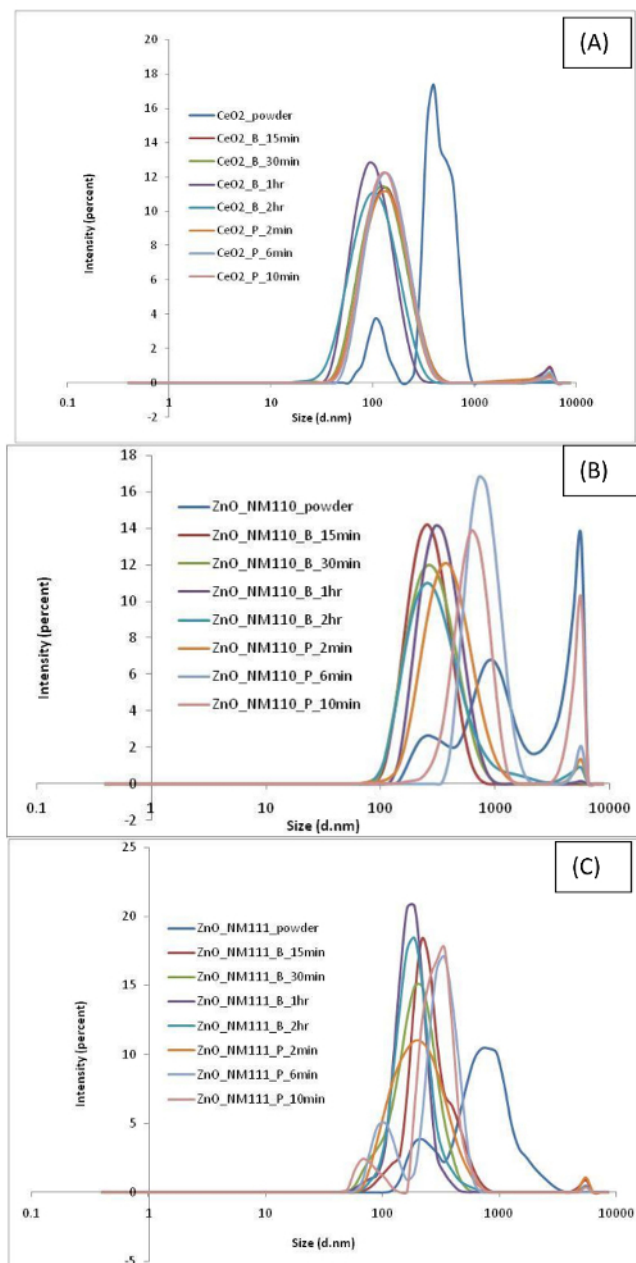 (A)
20
18
16
14
12
10
8
6
4
2
0
-2
Intensity (percent)
CeO2_powder
CeO2_B_15min
CeO2_B_30min
CeO2_B_1hr
CeO2_B_2hr
CeO2_P_2min
CeO2_P_6min
CeO2_P_10min
0.1 1 10 100 1000 10000
Size (d.nm)
(B)
18
16
14
12
10
8
6
4
2
0
-2
Intensity (percent)
ZnO_NM110_powder
ZnO_NM110_B_15min
ZnO_NM110_B_30min
ZnO_NM110_B_1hr
ZnO_NM110_B_2hr
ZnO_NM110_P_2min
ZnO_NM110_P_6min
ZnO_NM110_P_10min
0.1 1 10 100 1000 10000
Size (d.nm)
(C)
25
20
15
10
5
0
-5
Intensity (percent)
ZnO_NM111_powder
ZnO_NM111_B_15min
ZnO_NM111_B_30min
ZnO_NM111_B_1hr
ZnO_NM111_B_2hr
ZnO_NM111_P_2min
ZnO_NM111_P_6min
ZnO_NM111_P_10min
0.1 1 10 100 1000 10000
Size (d.nm)